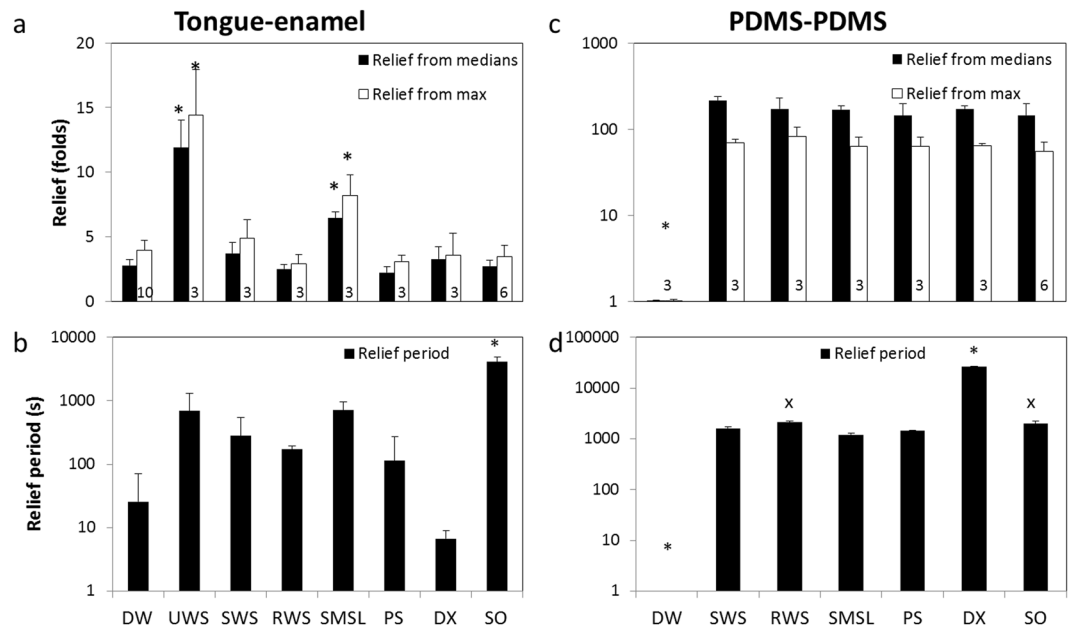 a
Tongue-enamel
20
15
10
5
0
Relief (folds)
Relief from medians
Relief from max
* * * *
10 3 3 3 3 3 3 6
c
PDMS-PDMS
1000
100
10
1
Relief from medians
Relief from max
*
3 3 3 3 3 3 6
b
10000
1000
100
10
1
Relief period (s)
Relief period
*
DW UWS SWS RWS SMSL PS DX SO
d
100000
10000
1000
100
10
1
Relief period
* x * x
DW SWS RWS SMSL PS DX SO